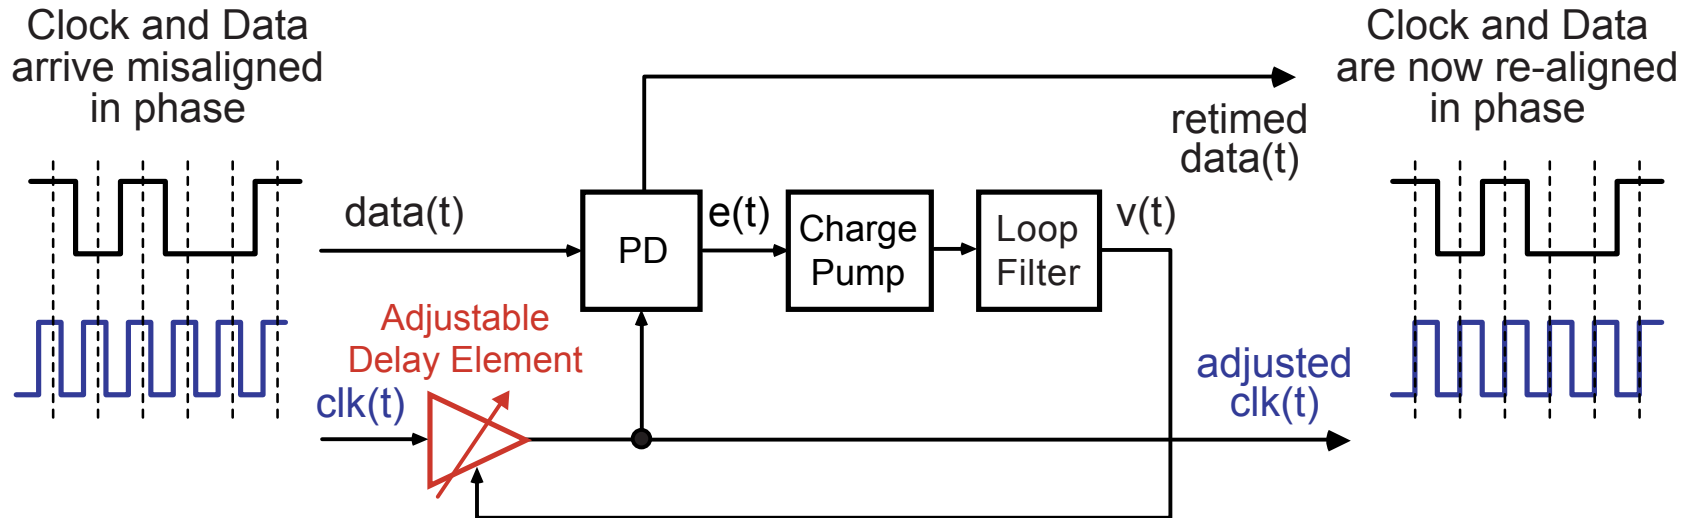 Clock and Data
arrive misaligned
in phase
Clock and Data
are now re-aligned
in phase
retimed
data(t)
data(t)
PD
e(t)
Charge
Pump
Loop
Filter
v(t)
Adjustable
Delay Element
clk(t)
adjusted
clk(t)